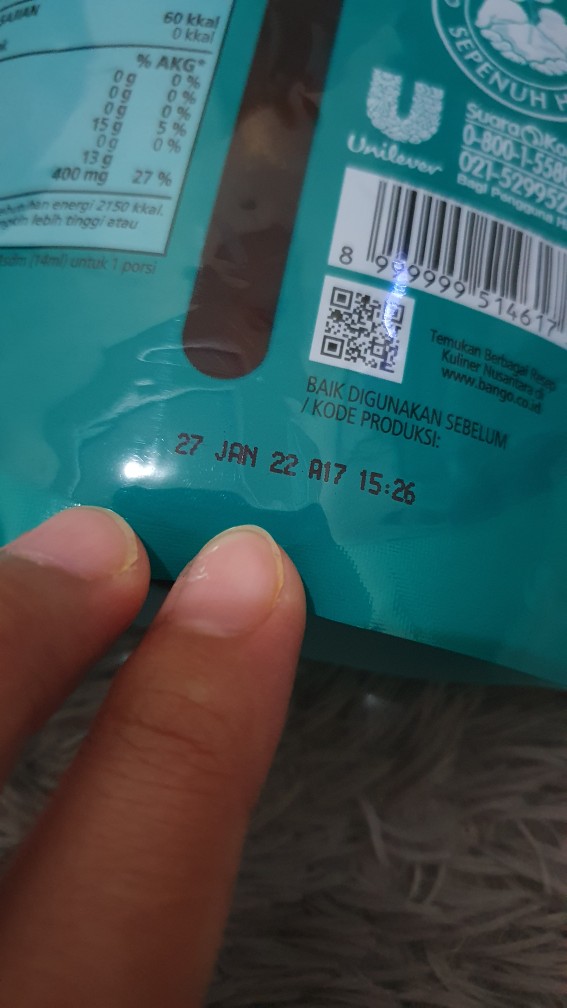 60 kkal
0 kkal
% AKG*
0 g 0 %
0 g 0 %
0 g 0 %
15 g 5 %
0 g 0 %
13 g
400 mg 27 %
energi 2150 kkal.
lebih tinggi atau
(14ml) untuk 1 porsi
SEPENUH
Unilever
Suara
0-800-1-558
021-529952
Bagi Pengguna
8 999999 514617
Temukan Berbagai Resep
Kuliner Nusantara di
www.bango.co.id
BAIK DIGUNAKAN SEBELUM
/ KODE PRODUKSI:
27 JAN 22 A17 15:26